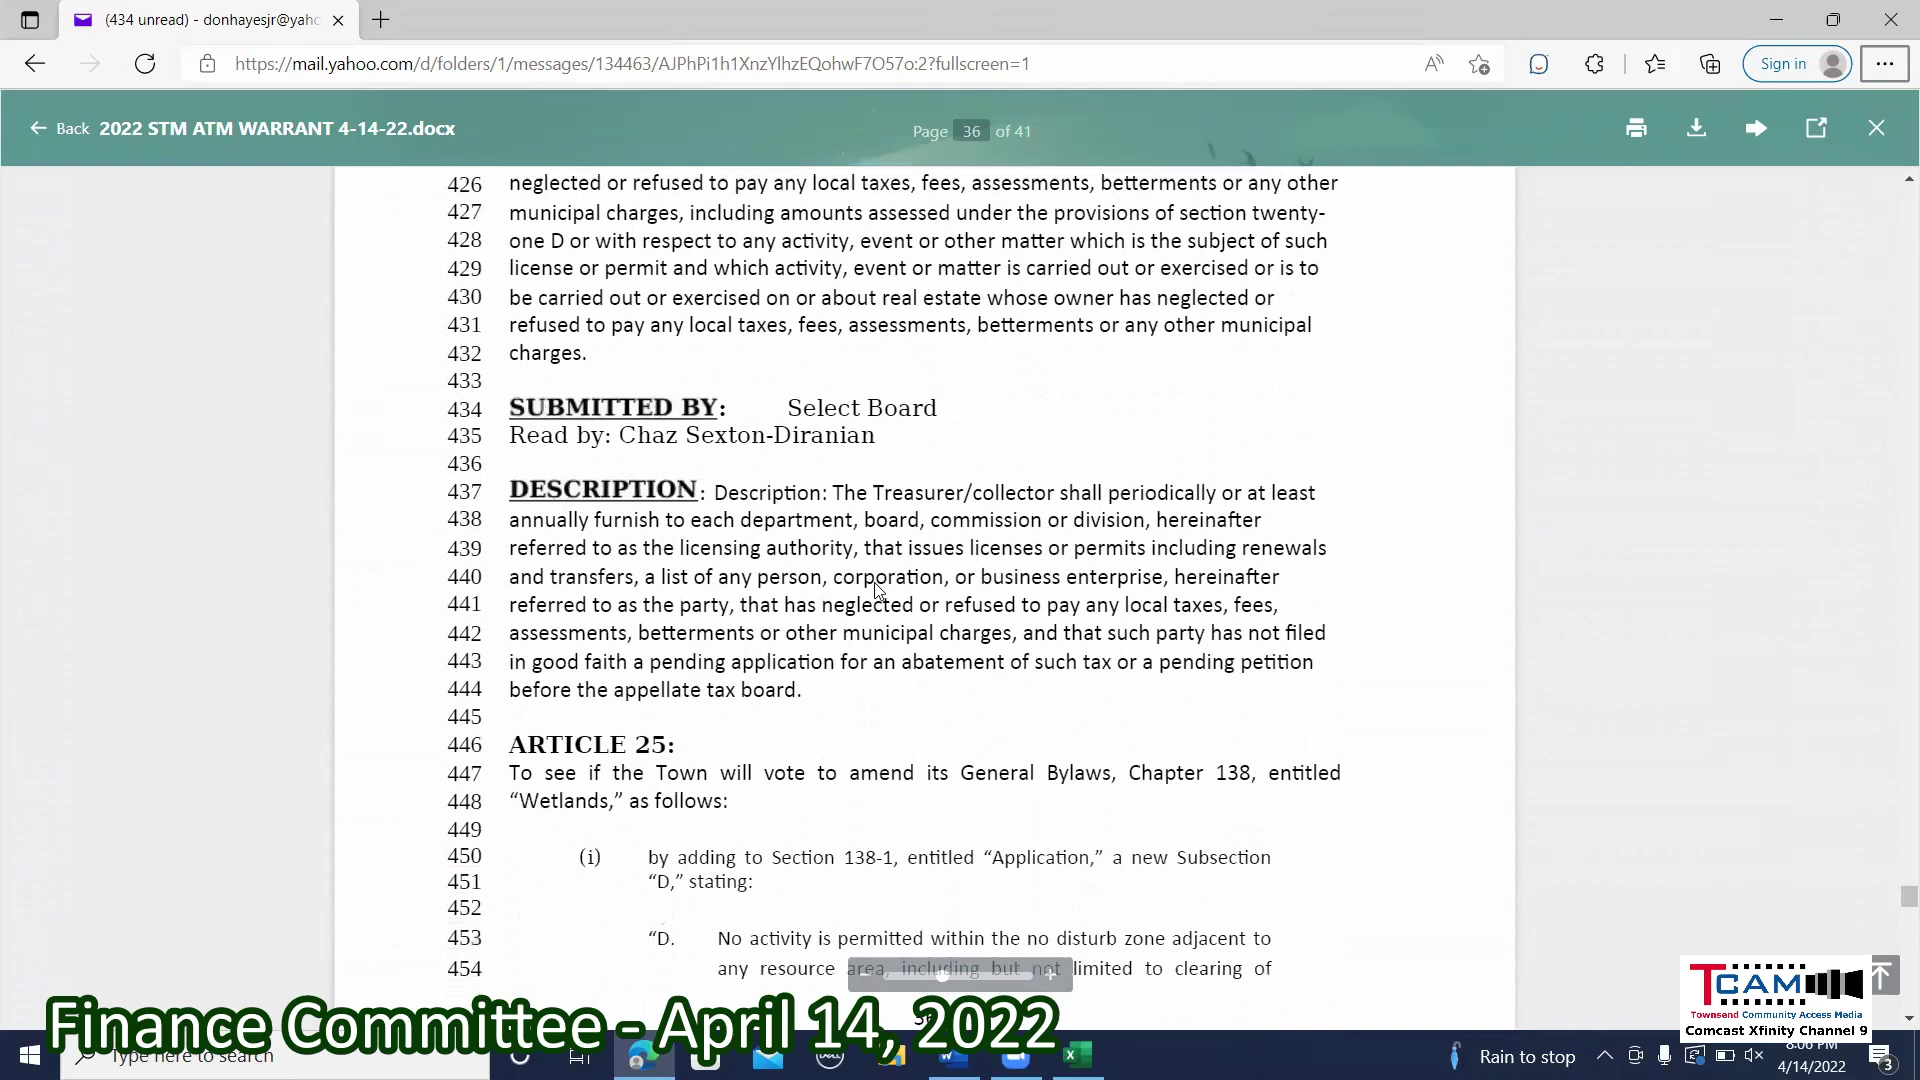 (434 unread) - donhayesjr@yaho
https://mail.yahoo.com/d/folders/1/messages/134463/AJPhPi1h1XnzYlhzEQohwF7O57o:2?fullscreen=1
Sign in
Back 2022 STM ATM WARRANT 4-14-22.docx
Page 36 of 41
426 neglected or refused to pay any local taxes, fees, assessments, betterments or any other
427 municipal charges, including amounts assessed under the provisions of section twenty-
428 one D or with respect to any activity, event or other matter which is the subject of such
429 license or permit and which activity, event or matter is carried out or exercised or is to
430 be carried out or exercised on or about real estate whose owner has neglected or
431 refused to pay any local taxes, fees, assessments, betterments or any other municipal
432 charges.
433
434 SUBMITTED BY: Select Board
435 Read by: Chaz Sexton-Diranian
436
437 DESCRIPTION: Description: The Treasurer/collector shall periodically or at least
438 annually furnish to each department, board, commission or division, hereinafter
439 referred to as the licensing authority, that issues licenses or permits including renewals
440 and transfers, a list of any person, corporation, or business enterprise, hereinafter
441 referred to as the party, that has neglected or refused to pay any local taxes, fees,
442 assessments, betterments or other municipal charges, and that such party has not filed
443 in good faith a pending application for an abatement of such tax or a pending petition
444 before the appellate tax board.
445
446 ARTICLE 25:
447 To see if the Town will vote to amend its General Bylaws, Chapter 138, entitled
448 “Wetlands,” as follows:
449
450 (i) by adding to Section 138-1, entitled “Application,” a new Subsection
451 “D,” stating:
452
453 “D. No activity is permitted within the no disturb zone adjacent to
454 any resource area, including but not limited to clearing of
TCAM
Townsend Community Access Media
Comcast Xfinity Channel 9
Finance Committee - April 14, 2022
Type here to search
DELL
Rain to stop
8:06 PM
4/14/2022
3